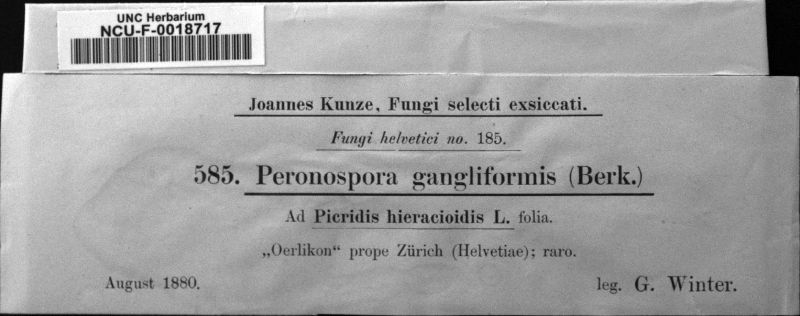 UNC Herbarium
NCU-F-0018717
Joannes Kunze, Fungi selecti exsiccati.
Fungi helvetici no. 185.
585. Peronospora gangliformis (Berk.)
Ad Picridis hieracioidis L. folia.
„Oerlikon“ prope Zürich (Helvetiae); raro.
August 1880. leg. G. Winter.